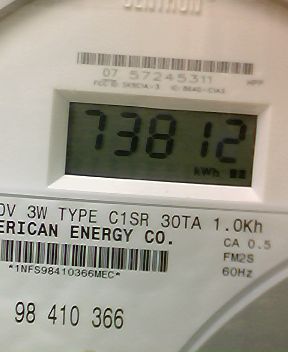 CENTRON
07 57245311
73812
kWh
0V 3W TYPE C1SR 30TA 1.0Kh
ERICAN ENERGY CO.
CA 0.5
FM2S
*1NFS98410366MEC*
60Hz
98 410 366